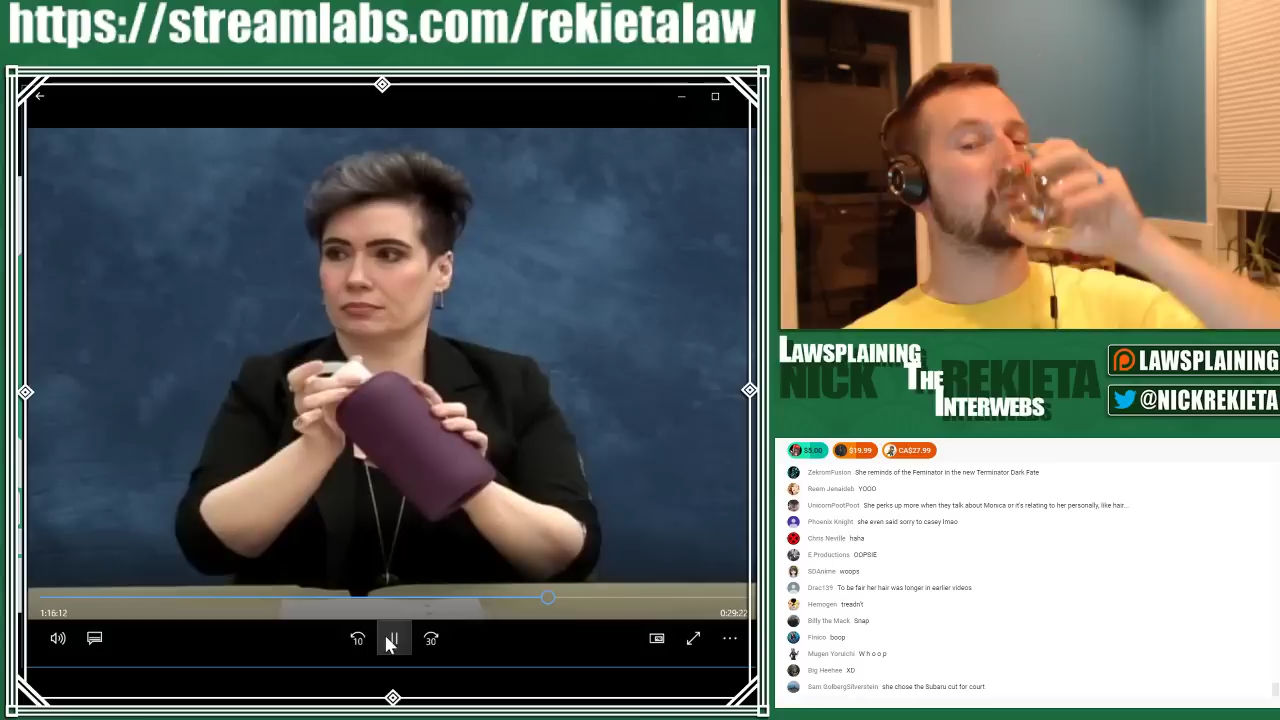 https://streamlabs.com/rekietalaw
1:16:12
0:29:22
10
30
LAWSPLAINING
THE
INTERWEBS
NICK REKIETA
LAWSPLAINING
@NICKREKIETA
$5.00 $19.99 CA$27.99
ZekromFusion She reminds of the Feminator in the new Terminator Dark Fate
Reem Jenaideb YOOO
UnicornPootPoot She perks up more when they talk about Monica or it's relating to her personally, like hair...
Phoenix Knight she even said sorry to casey lmao
Chris Neville haha
E Productions OOPSIE
SDAnime woops
Drac139 To be fair her hair was longer in earlier videos
Hemogen treadn't
Billy the Mack Snap
Finico boop
Mugen Yoruichi W h o o p
Big Heehee XD
Sam GolbergSilverstein she chose the Subaru cut for court